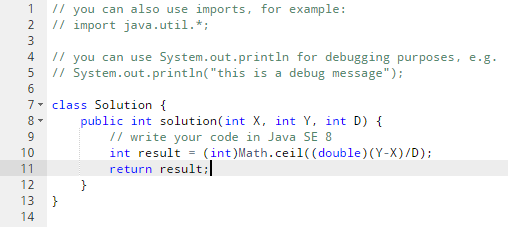 1 // you can also use imports, for example:
2 // import java.util.*;
3
4 // you can use System.out.println for debugging purposes, e.g.
5 // System.out.println("this is a debug message");
6
7 class Solution {
8     public int solution(int X, int Y, int D) {
9         // write your code in Java SE 8
10         int result = (int)Math.ceil((double)(Y-X)/D);
11         return result;
12     }
13 }
14